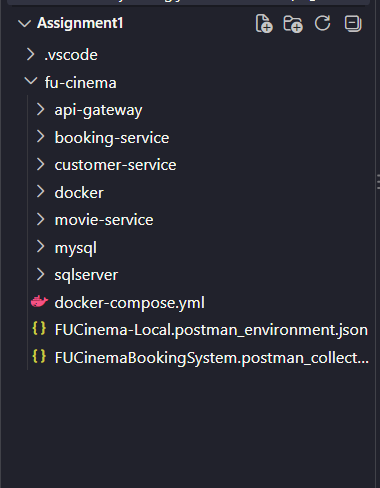 Assignment1
.vscode
fu-cinema
api-gateway
booking-service
customer-service
docker
movie-service
mysql
sqlserver
docker-compose.yml
{} FUCinema-Local.postman_environment.json
{} FUCinemaBookingSystem.postman_collect...